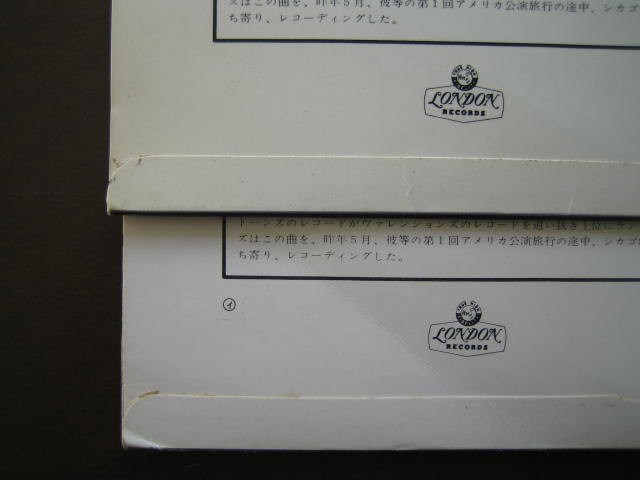 ズはこの曲を、昨年5月、彼等の第1回アメリカ公演旅行の途中、シカゴ
ち寄り、レコーディングした。
LONDON
RECORDS
トーンズのレコードがヴァレンションズのレコードを追い抜き上位にラン
ズはこの曲を、昨年5月、彼等の第1回アメリカ公演旅行の途中、シカゴ
ち寄り、レコーディングした。
イ
LONDON
RECORDS